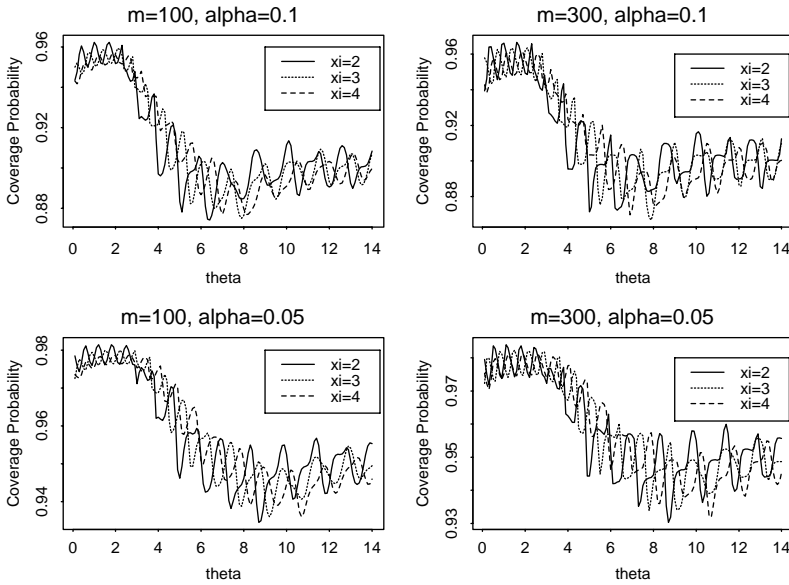 m=100, alpha=0.1
Coverage Probability
0.96
0.92
0.88
xi=2
xi=3
xi=4
0 2 4 6 8 10 12 14
theta
m=300, alpha=0.1
Coverage Probability
0.96
0.92
0.88
xi=2
xi=3
xi=4
0 2 4 6 8 10 12 14
theta
m=100, alpha=0.05
Coverage Probability
0.98
0.96
0.94
xi=2
xi=3
xi=4
0 2 4 6 8 10 12 14
theta
m=300, alpha=0.05
Coverage Probability
0.97
0.95
0.93
xi=2
xi=3
xi=4
0 2 4 6 8 10 12 14
theta